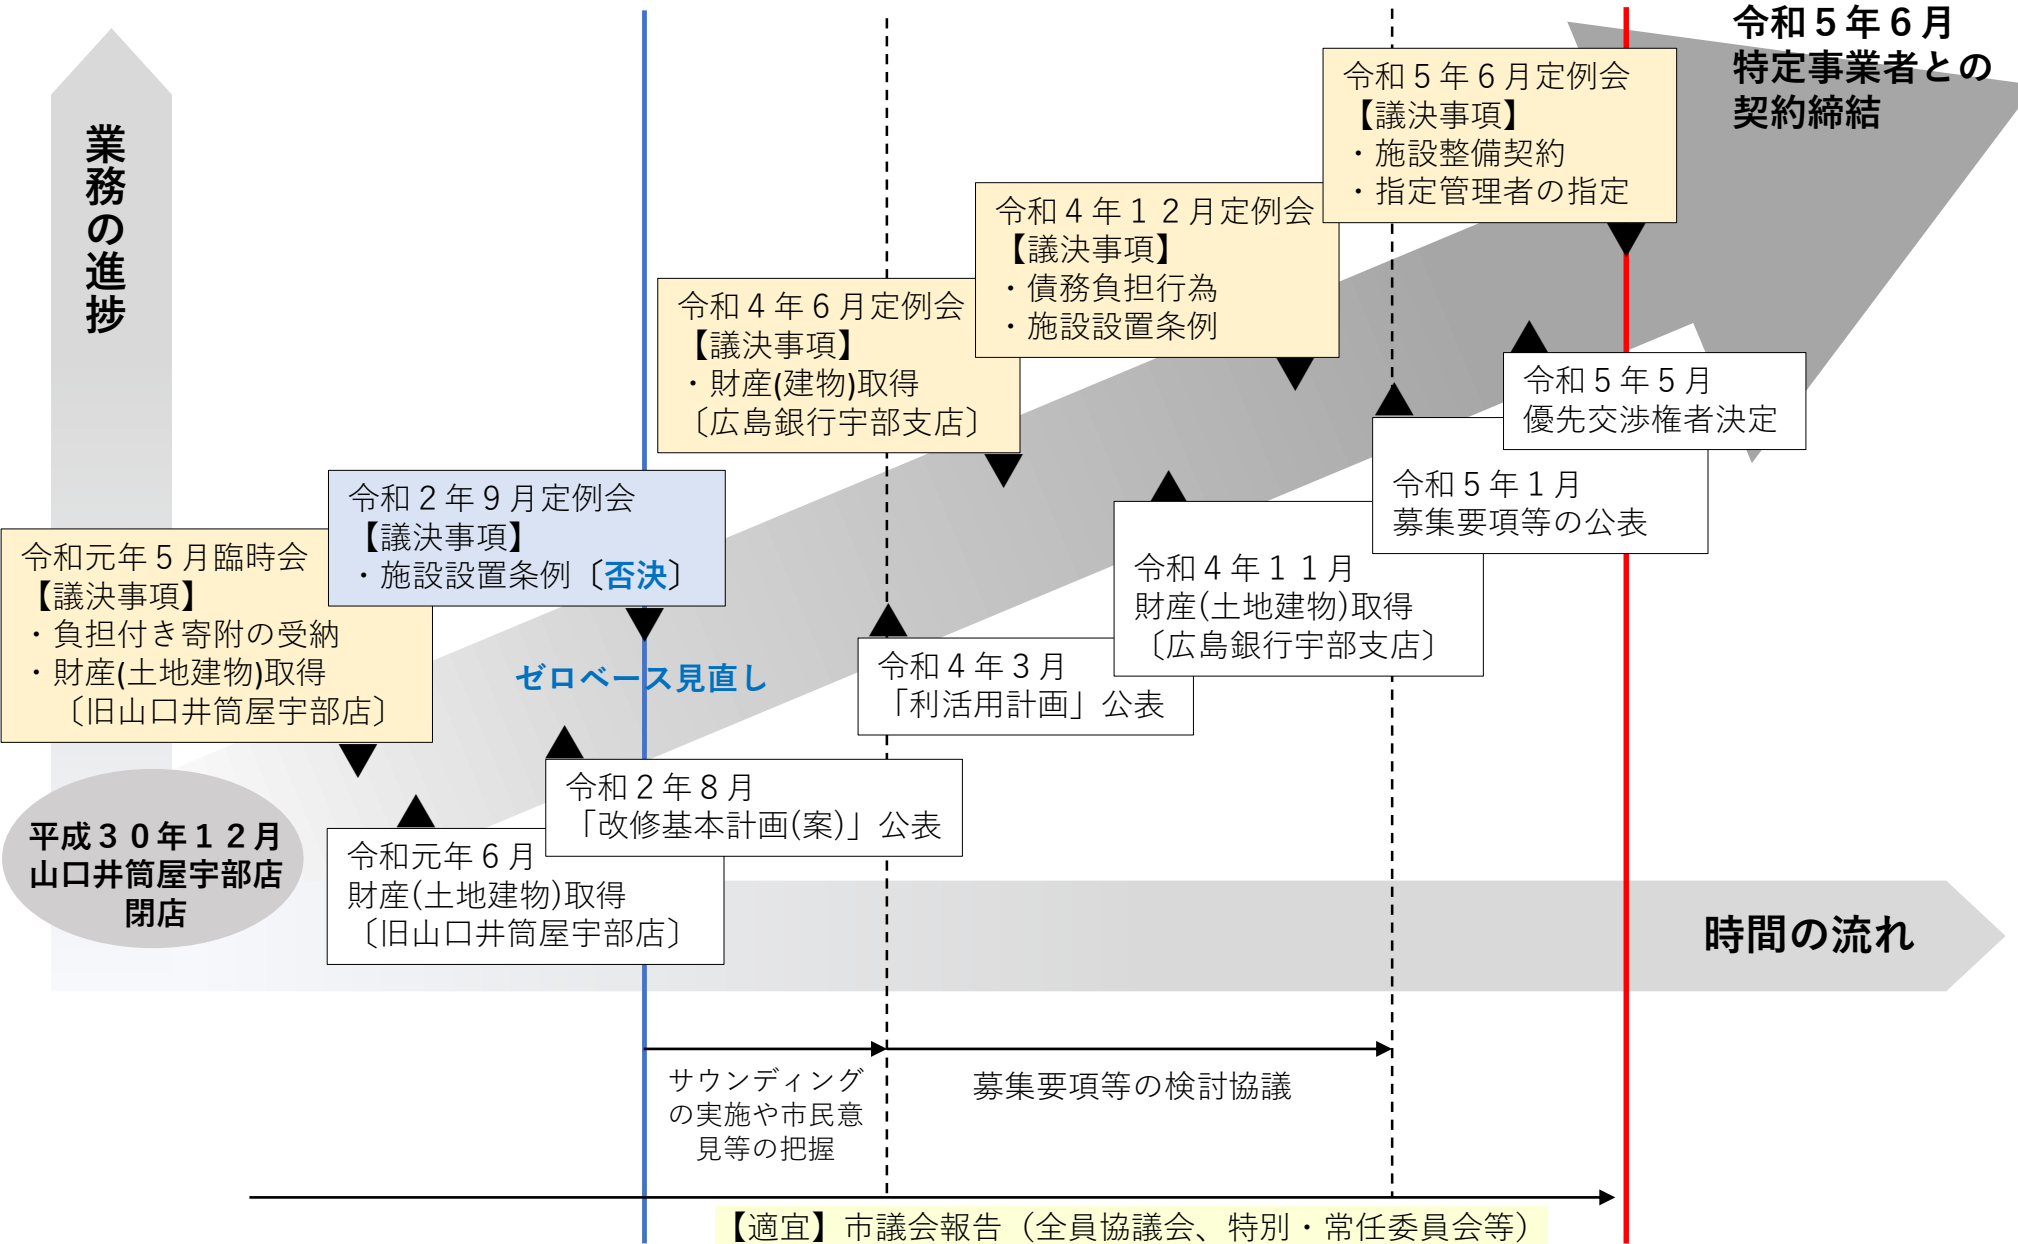 業務の進捗
令和５年６月
特定事業者との
契約締結
令和５年６月定例会
【議決事項】
・施設整備契約
・指定管理者の指定
令和４年１２月定例会
【議決事項】
・債務負担行為
・施設設置条例
令和４年６月定例会
【議決事項】
・財産(建物)取得
〔広島銀行宇部支店〕
令和２年９月定例会
【議決事項】
・施設設置条例〔否決〕
令和元年５月臨時会
【議決事項】
・負担付き寄附の受納
・財産(土地建物)取得
〔旧山口井筒屋宇部店〕
ゼロベース見直し
令和５年５月
優先交渉権者決定
令和５年１月
募集要項等の公表
令和４年１１月
財産(土地建物)取得
〔広島銀行宇部支店〕
令和４年３月
「利活用計画」公表
令和２年８月
「改修基本計画(案)」公表
令和元年６月
財産(土地建物)取得
〔旧山口井筒屋宇部店〕
平成３０年１２月
山口井筒屋宇部店
閉店
時間の流れ
サウンディング
の実施や市民意
見等の把握
募集要項等の検討協議
【適宜】市議会報告（全員協議会、特別・常任委員会等）